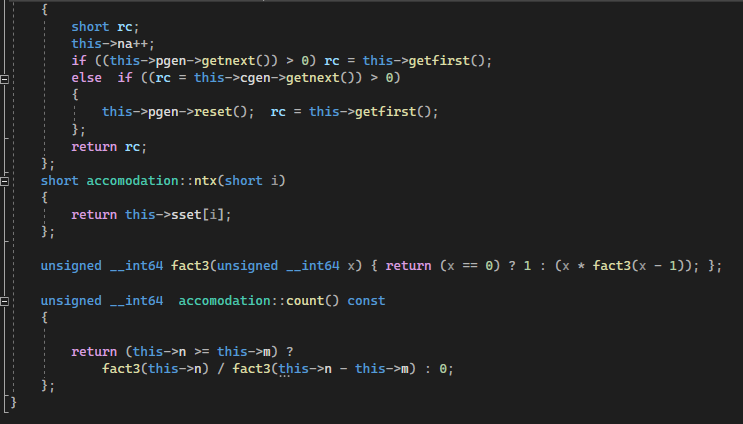 {
short rc;
this->na++;
if ((this->pgen->getnext()) > 0) rc = this->getfirst();
else  if ((rc = this->cgen->getnext()) > 0)
{
this->pgen->reset();  rc = this->getfirst();
};
return rc;
};
short accomodation::ntx(short i)
{
return this->sset[i];
};
unsigned __int64 fact3(unsigned __int64 x) { return (x == 0) ? 1 : (x * fact3(x - 1)); };
unsigned __int64  accomodation::count() const
{
return (this->n >= this->m) ?
fact3(this->n) / fact3(this->n - this->m) : 0;
};
}